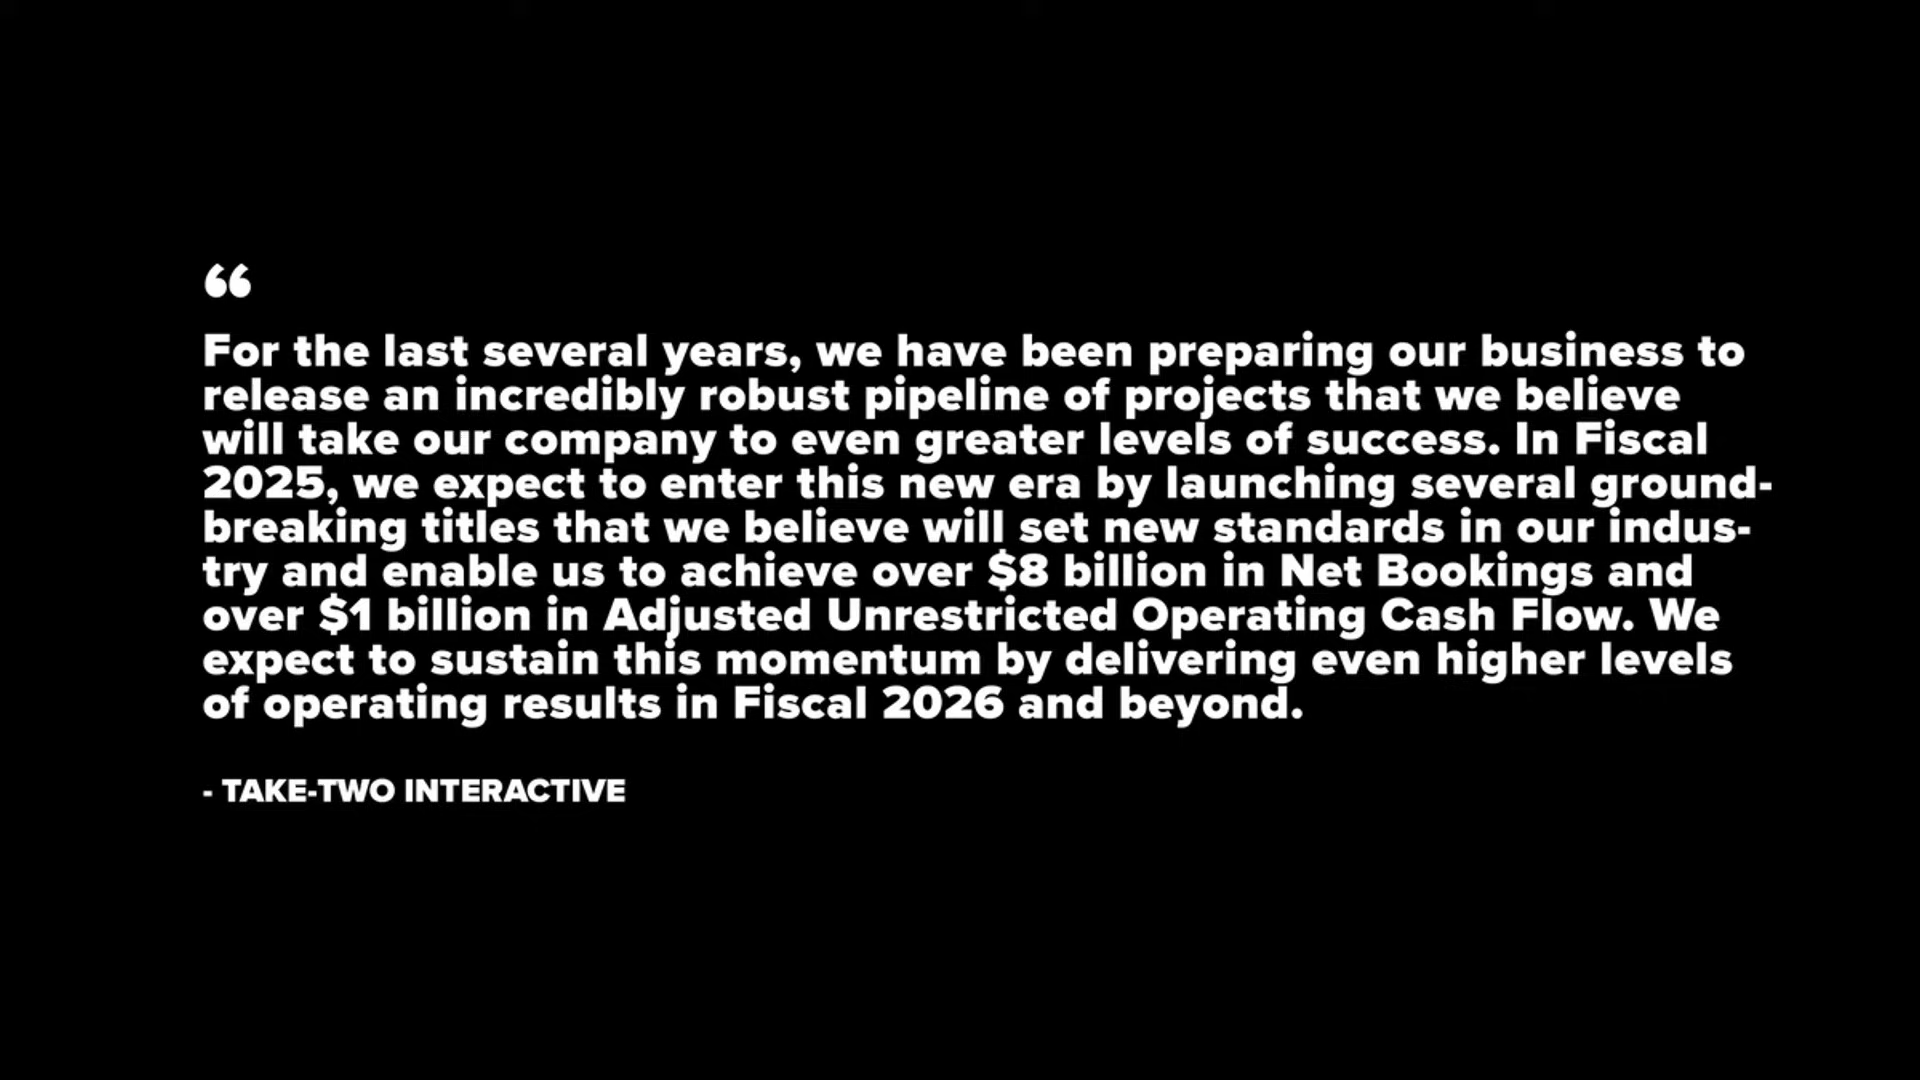 “
For the last several years, we have been preparing our business to
release an incredibly robust pipeline of projects that we believe
will take our company to even greater levels of success. In Fiscal
2025, we expect to enter this new era by launching several ground-
breaking titles that we believe will set new standards in our indus-
try and enable us to achieve over $8 billion in Net Bookings and
over $1 billion in Adjusted Unrestricted Operating Cash Flow. We
expect to sustain this momentum by delivering even higher levels
of operating results in Fiscal 2026 and beyond.
- TAKE-TWO INTERACTIVE